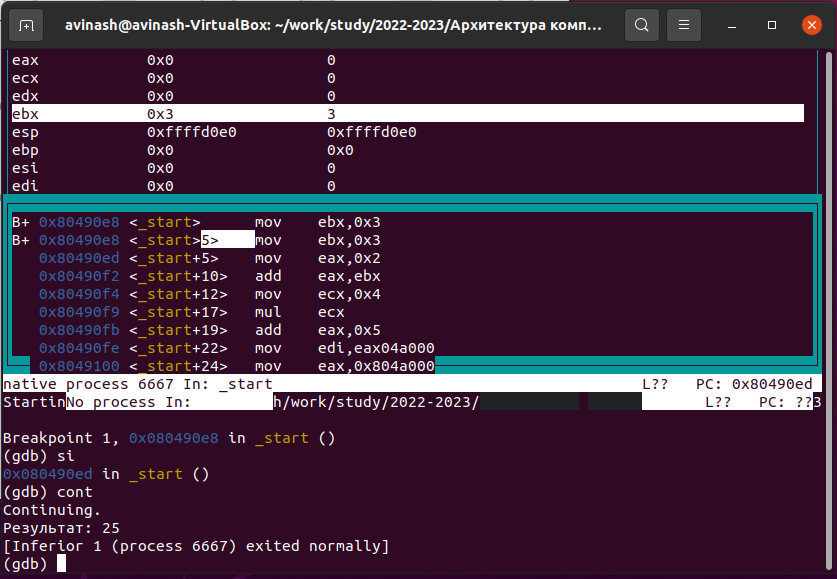 avinash@avinash-VirtualBox: ~/work/study/2022-2023/Архитектура комп...
eax 0x0 0
ecx 0x0 0
edx 0x0 0
ebx 0x3 3
esp 0xffffd0e0 0xffffd0e0
ebp 0x0 0x0
esi 0x0 0
edi 0x0 0
B+ 0x80490e8 <_start> mov ebx,0x3
B+ 0x80490e8 <_start>5> mov ebx,0x3
0x80490ed <_start+5> mov eax,0x2
0x80490f2 <_start+10> add eax,ebx
0x80490f4 <_start+12> mov ecx,0x4
0x80490f9 <_start+17> mul ecx
0x80490fb <_start+19> add eax,0x5
0x80490fe <_start+22> mov edi,eax04a000
0x8049100 <_start+24> mov eax,0x804a000
native process 6667 In: _start L?? PC: 0x80490ed
StartinNo process In: h/work/study/2022-2023/ L?? PC: ??3
Breakpoint 1, 0x080490e8 in _start ()
(gdb) si
0x080490ed in _start ()
(gdb) cont
Continuing.
Результат: 25
[Inferior 1 (process 6667) exited normally]
(gdb)